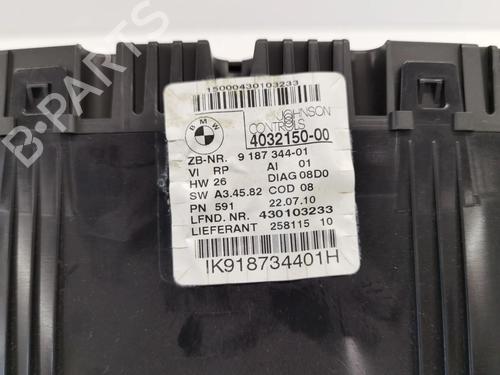 15000430103233
BMW
JOHNSON
CONTROLS
4032150-00
ZB-NR. 9 187 344-01
VI RP AI 01
HW 26 DIAG 08D0
SW A3.45.82 COD 08
PN 591 22.07.10
LFND. NR. 430103233
LIEFERANT 258115 10
IK918734401H
B-PARTS